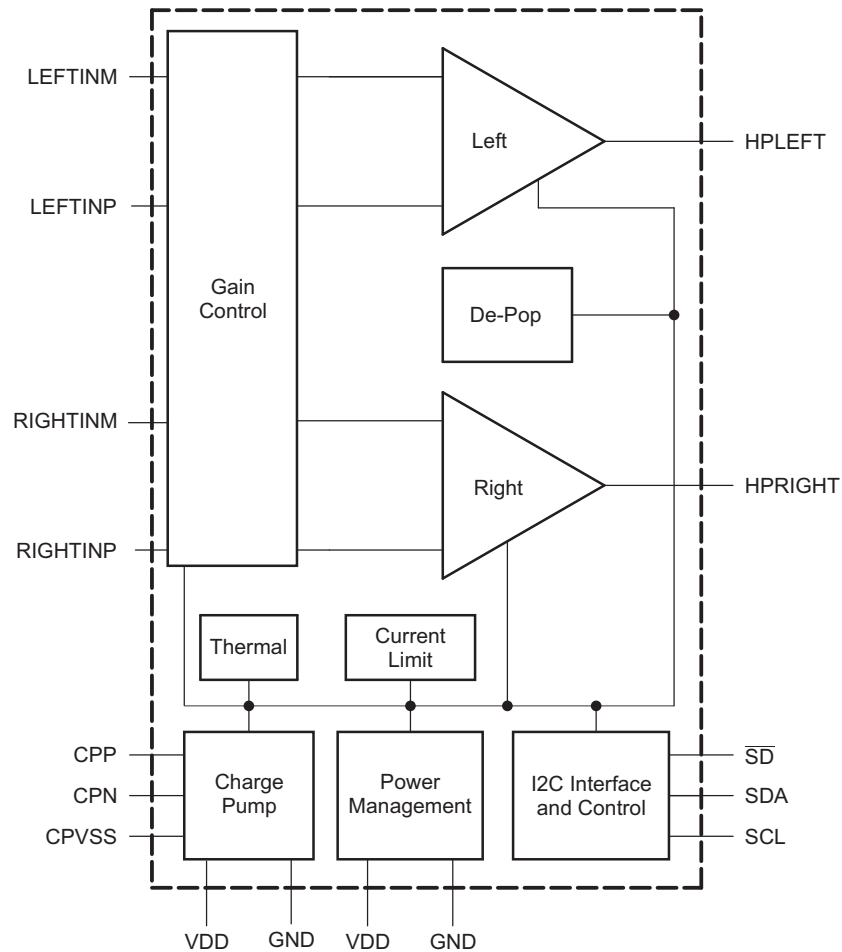 LEFTINM
Left
HPLEFT
LEFTINP
Gain
Control
De-Pop
RIGHTINM
Right
HPRIGHT
RIGHTINP
Thermal
Current
Limit
CPP
CPN
CPVSS
Charge
Pump
Power
Management
I2C Interface
and Control
S̅D̅
SDA
SCL
VDD
GND
VDD
GND